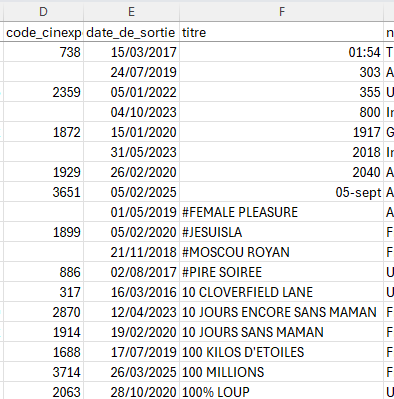 D E F
code_cinexp date_de_sortie titre n
738 15/03/2017 01:54 T
24/07/2019 303 A
2359 05/01/2022 355 U
04/10/2023 800 In
1872 15/01/2020 1917 G
31/05/2023 2018 In
1929 26/02/2020 2040 A
3651 05/02/2025 05-sept A
01/05/2019 #FEMALE PLEASURE A
1899 05/02/2020 #JESUISLA F
21/11/2018 #MOSCOU ROYAN F
886 02/08/2017 #PIRE SOIREE U
317 16/03/2016 10 CLOVERFIELD LANE U
2870 12/04/2023 10 JOURS ENCORE SANS MAMAN F
1914 19/02/2020 10 JOURS SANS MAMAN F
1688 17/07/2019 100 KILOS D'ETOILES F
3714 26/03/2025 100 MILLIONS F
2063 28/10/2020 100% LOUP U